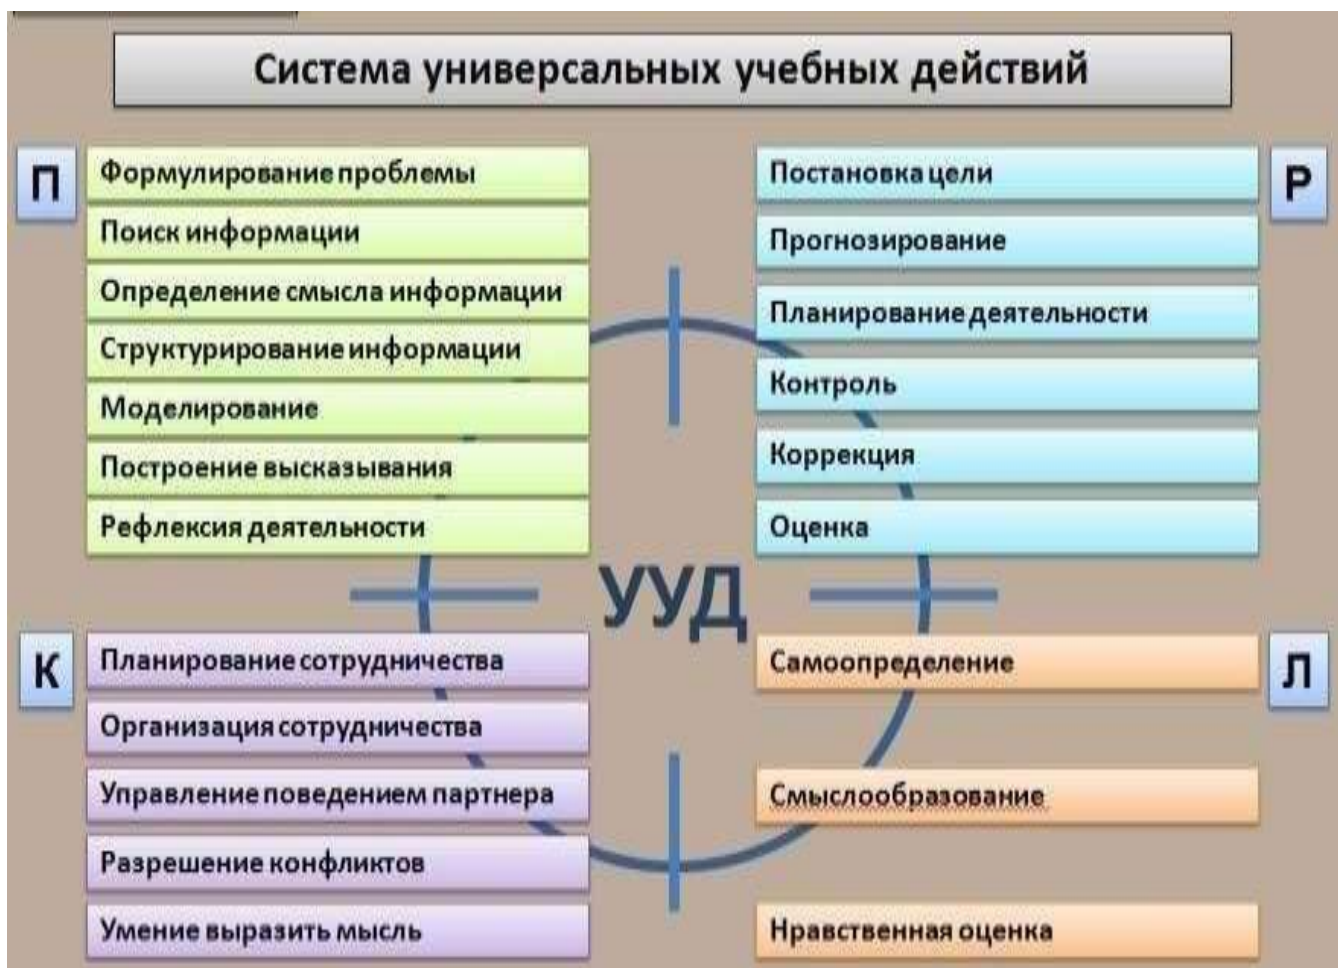 Система универсальных учебных действий
П
Формулирование проблемы
Поиск информации
Определение смысла информации
Структурирование информации
Моделирование
Построение высказывания
Рефлексия деятельности
Р
Постановка цели
Прогнозирование
Планирование деятельности
Контроль
Коррекция
Оценка
УУД
К
Планирование сотрудничества
Организация сотрудничества
Управление поведением партнера
Разрешение конфликтов
Умение выразить мысль
Л
Самоопределение
Смыслообразование
Нравственная оценка